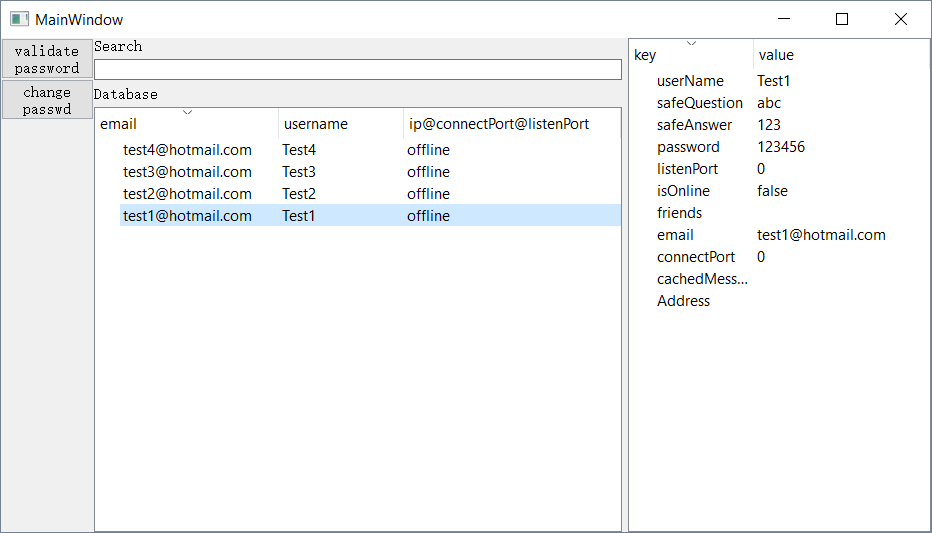 MainWindow
validate
password
change
passwd
Search
Database
email username ip@connectPort@listenPort
test4@hotmail.com Test4 offline
test3@hotmail.com Test3 offline
test2@hotmail.com Test2 offline
test1@hotmail.com Test1 offline
key value
userName Test1
safeQuestion abc
safeAnswer 123
password 123456
listenPort 0
isOnline false
friends
email test1@hotmail.com
connectPort 0
cachedMess...
Address